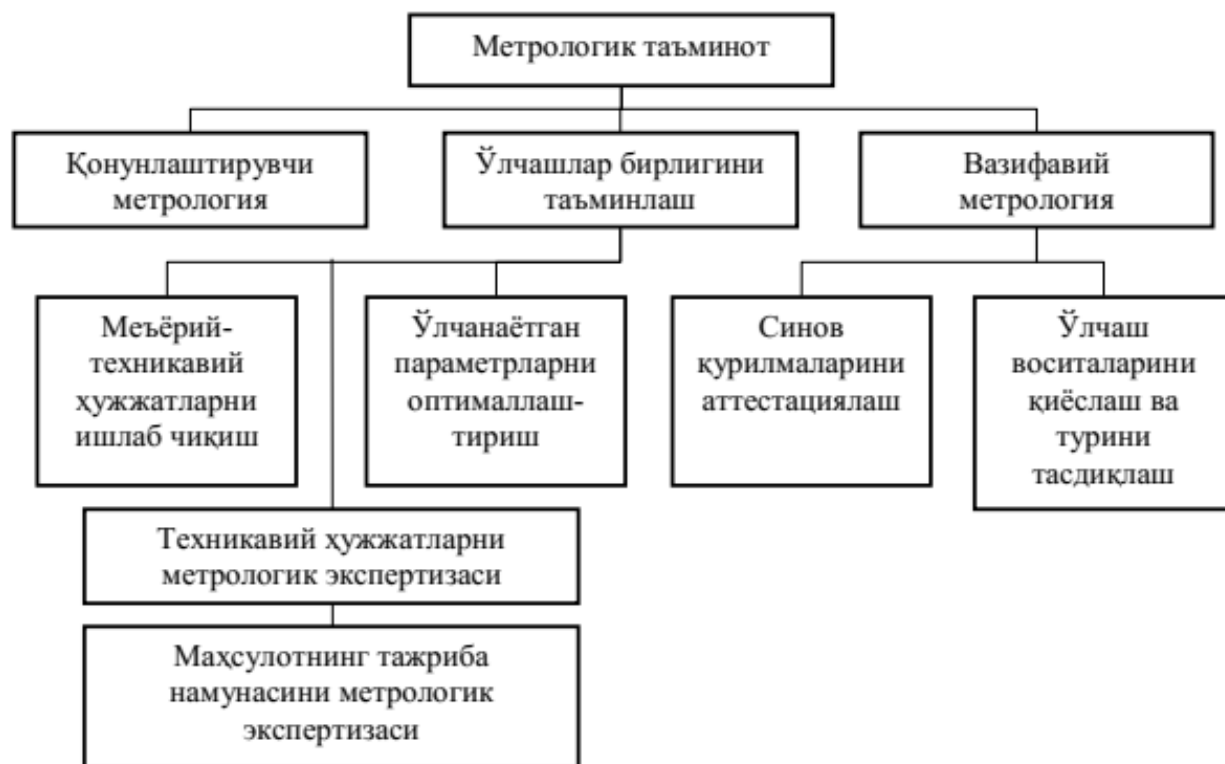 Метрологик таъминот
Қонунлаштирувчи
метрология
Ўлчашлар бирлигини
таъминлаш
Вазифавий
метрология
Меъёрий-
техникавий
ҳужжатларни
ишлаб чиқиш
Ўлчанаётган
параметрларни
оптималлаш-
тириш
Синов
қурилмаларини
аттестациялаш
Ўлчаш
воситаларини
қиёслаш ва
турини
тасдиқлаш
Техникавий ҳужжатларни
метрологик экспертизаси
Маҳсулотнинг тажриба
намунасини метрологик
экспертизаси